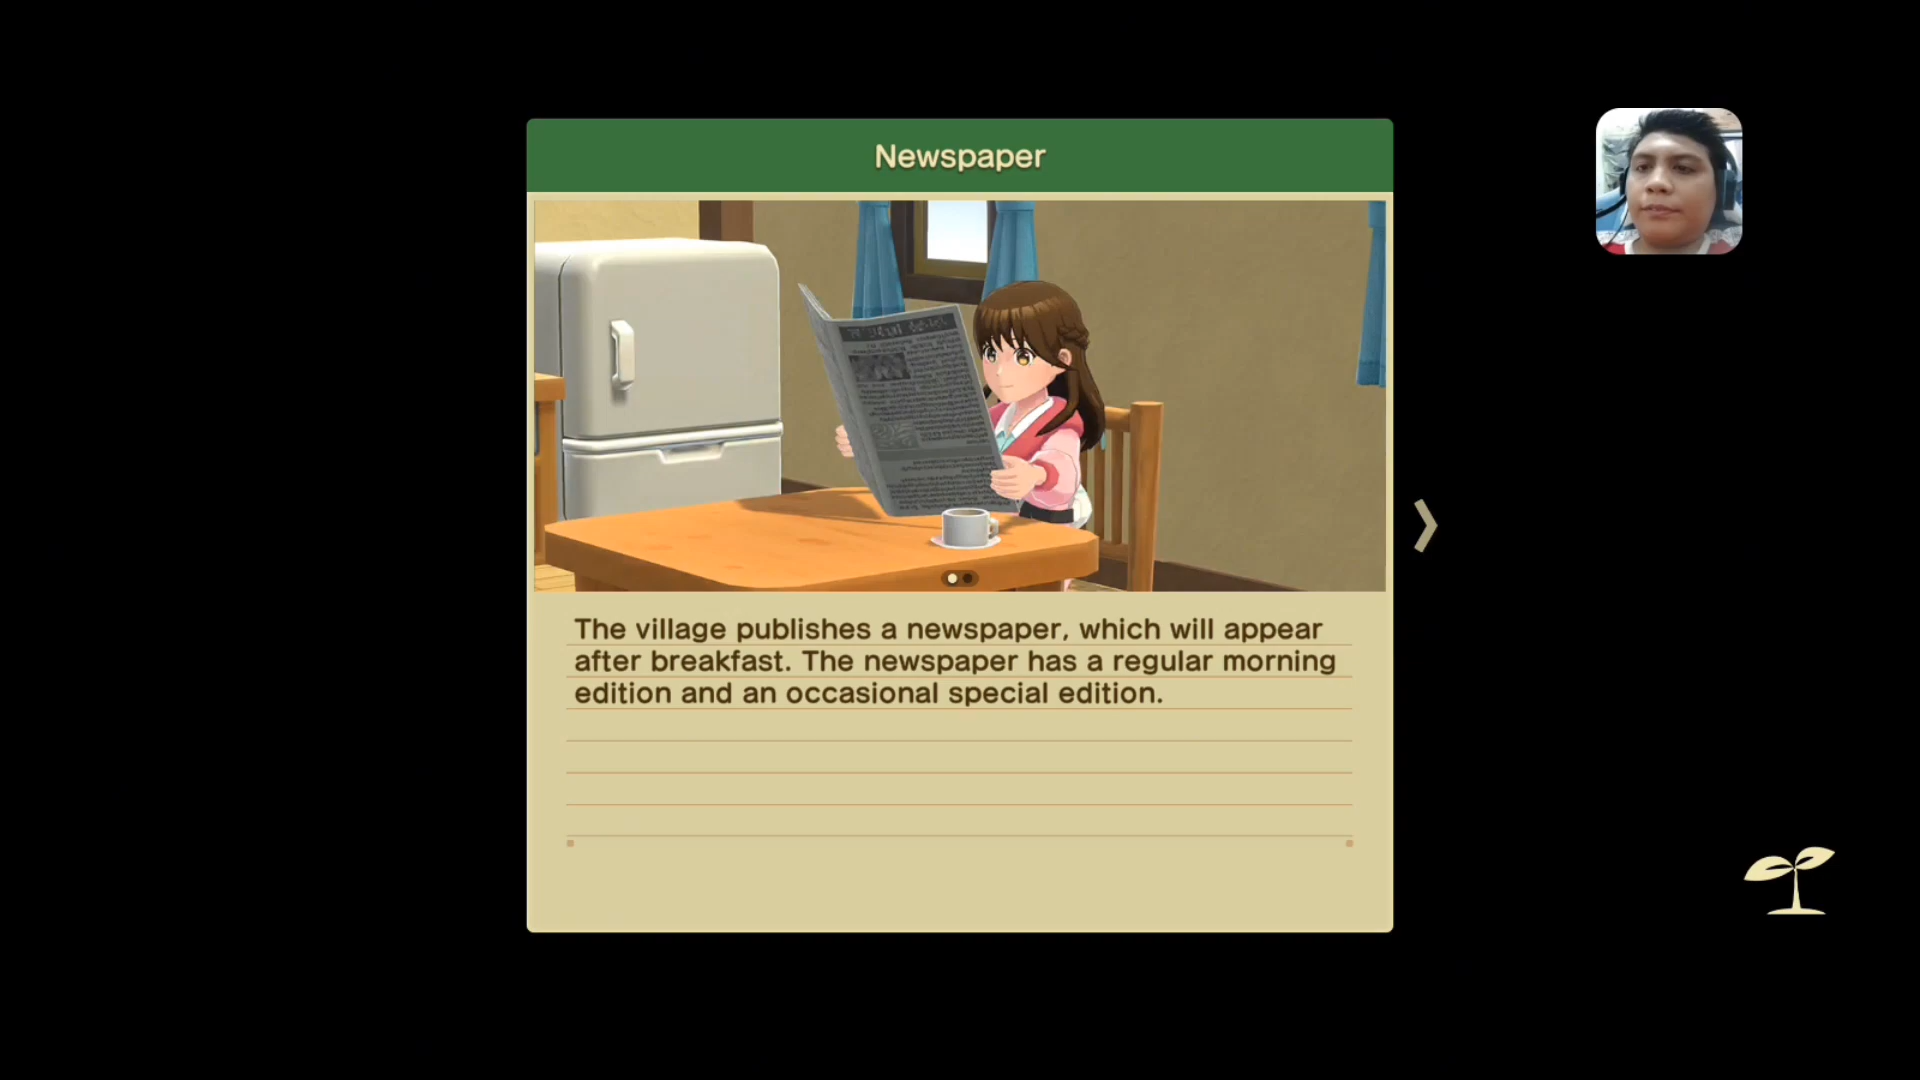 Newspaper
The village publishes a newspaper, which will appear
after breakfast. The newspaper has a regular morning
edition and an occasional special edition.